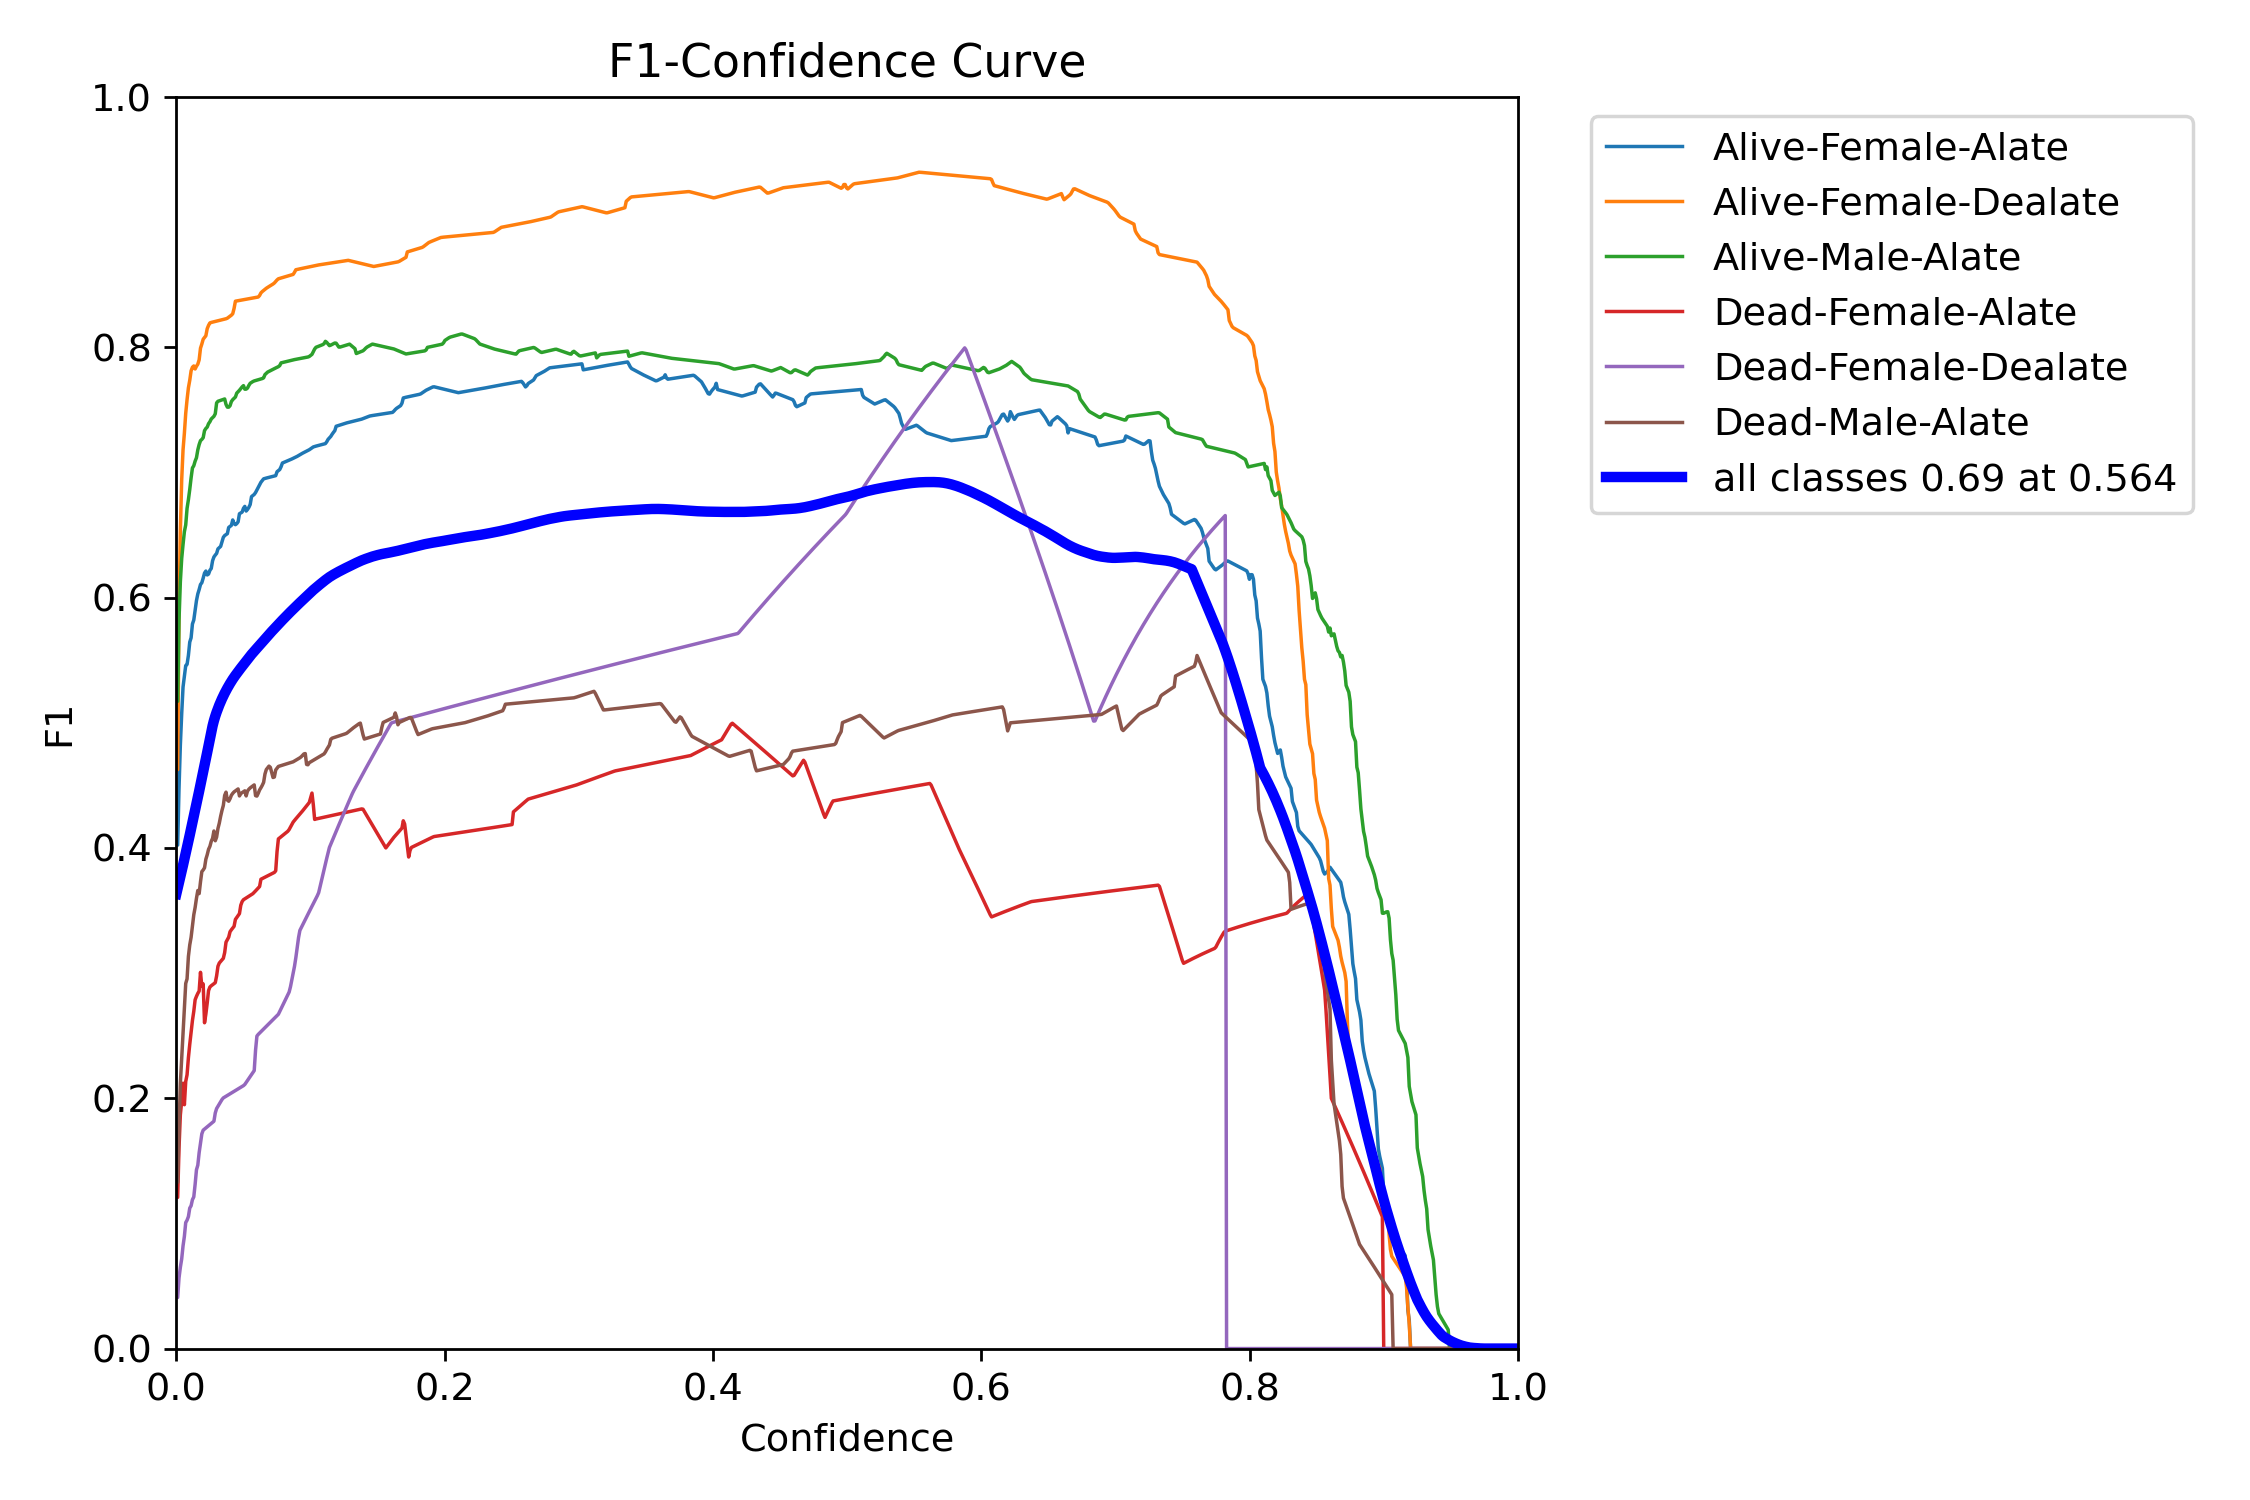 F1-Confidence Curve
1.0
0.8
0.6
0.4
0.2
0.0
F1
0.0 0.2 0.4 0.6 0.8 1.0
Confidence
Alive-Female-Alate
Alive-Female-Dealate
Alive-Male-Alate
Dead-Female-Alate
Dead-Female-Dealate
Dead-Male-Alate
all classes 0.69 at 0.564